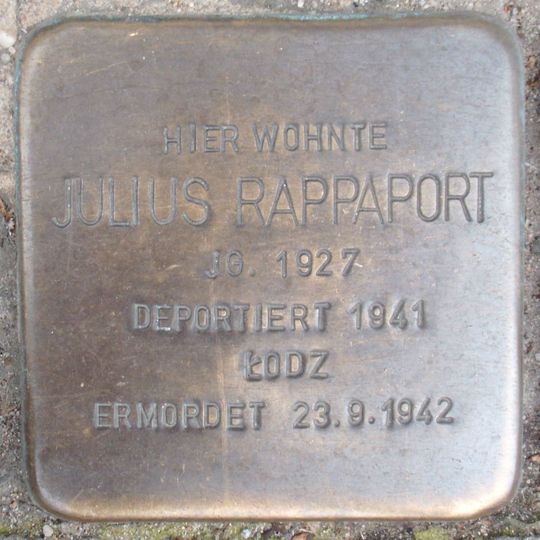 HIER WOHNTE
JULIUS RAPPAPORT
JG. 1927
DEPORTIERT 1941
ŁODZ
ERMORDET 23.9.1942